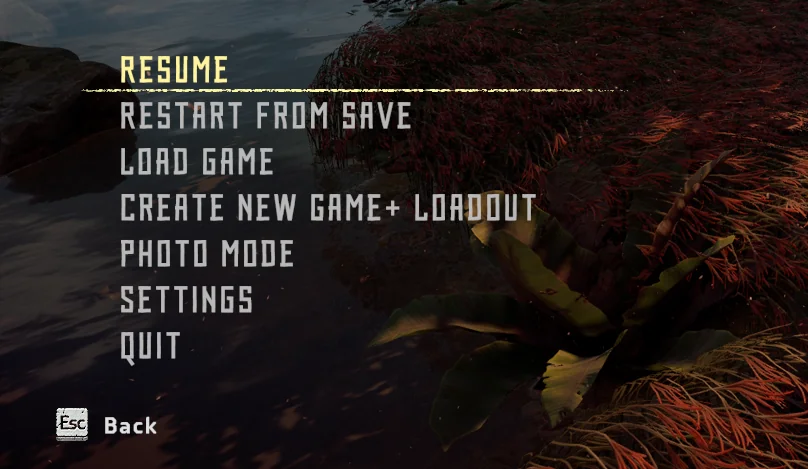 RESUME
RESTART FROM SAVE
LOAD GAME
CREATE NEW GAME+ LOADOUT
PHOTO MODE
SETTINGS
QUIT
Esc Back